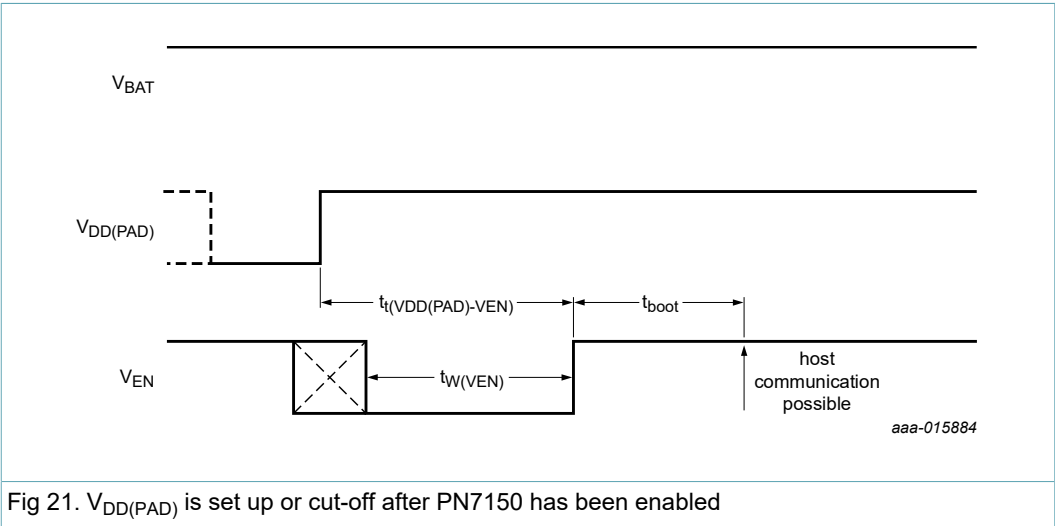 VBAT
VDD(PAD)
tt(VDD(PAD)-VEN)
tboot
VEN
tW(VEN)
host
communication
possible
aaa-015884
Fig 21. VDD(PAD) is set up or cut-off after PN7150 has been enabled